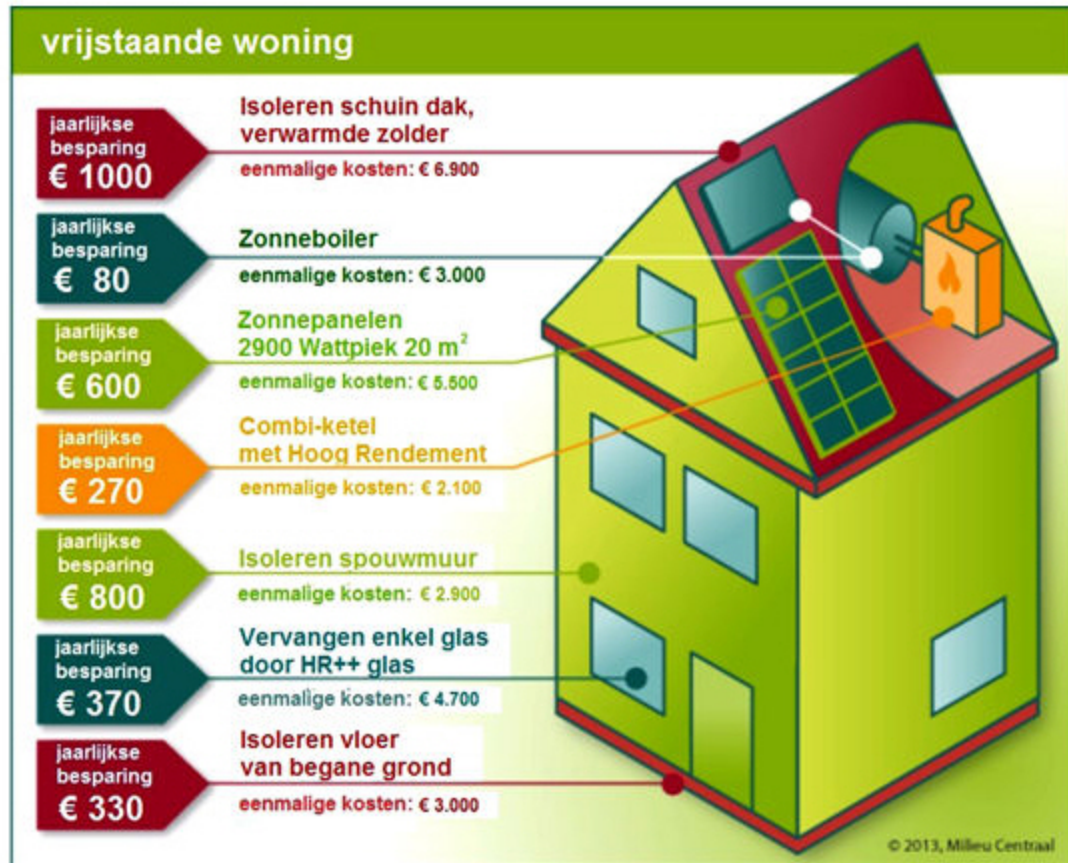 vrijstaande woning
jaarlijkse
besparing
€ 1000
Isoleren schuin dak,
verwarmde zolder
eenmalige kosten: € 6.900
jaarlijkse
besparing
€ 80
Zonneboiler
eenmalige kosten: € 3.000
jaarlijkse
besparing
€ 600
Zonnepanelen
2900 Wattpiek 20 m²
eenmalige kosten: € 5.500
jaarlijkse
besparing
€ 270
Combi-ketel
met Hoog Rendement
eenmalige kosten: € 2.100
jaarlijkse
besparing
€ 800
Isoleren spouwmuur
eenmalige kosten: € 2.900
jaarlijkse
besparing
€ 370
Vervangen enkel glas
door HR++ glas
eenmalige kosten: € 4.700
jaarlijkse
besparing
€ 330
Isoleren vloer
van begane grond
eenmalige kosten: € 3.000
© 2013, Milieu Centraal